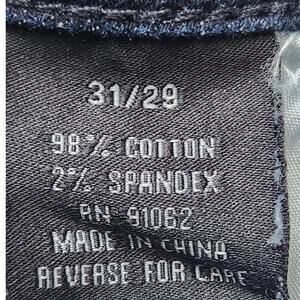 31/29
98% COTTON
2% SPANDEX
RN 91062
MADE IN CHINA
REVERSE FOR CARE